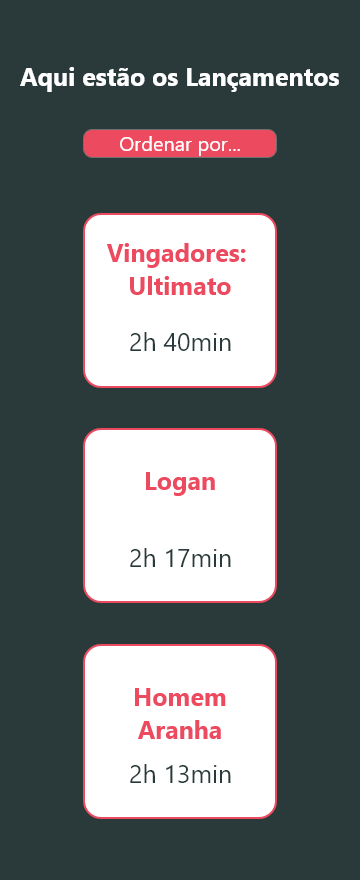 Aqui estão os Lançamentos
Ordenar por...
Vingadores:
Ultimato
2h 40min
Logan
2h 17min
Homem
Aranha
2h 13min